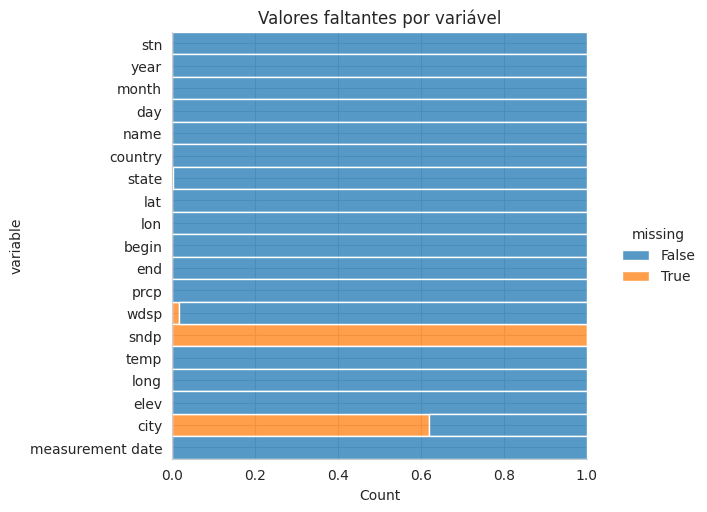 Valores faltantes por variável
stn
year
month
day
name
country
state
lat
lon
begin
end
prcp
wdsp
sndp
temp
long
elev
city
measurement date
variable
0.0 0.2 0.4 0.6 0.8 1.0
Count
missing
False
True